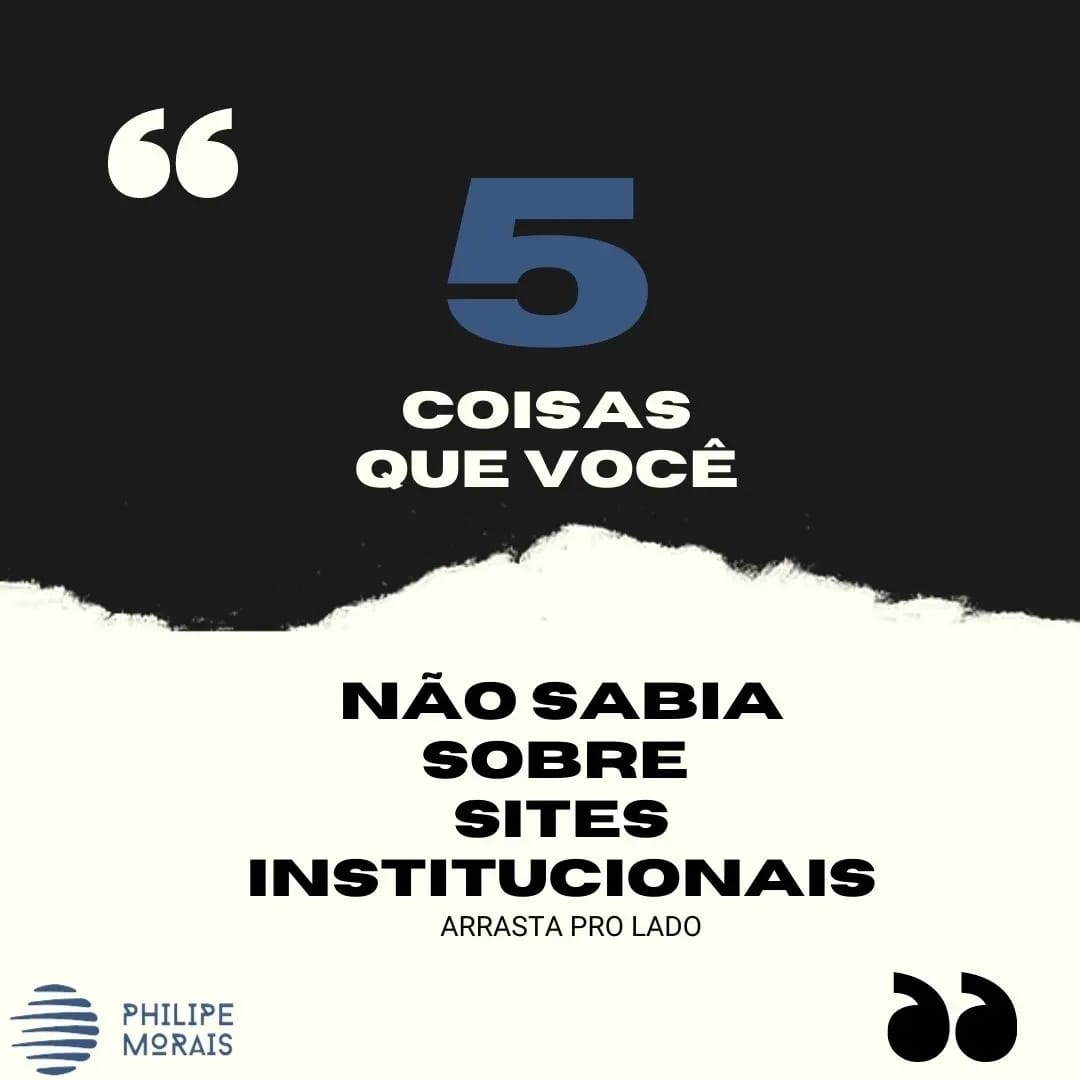 “
5
COISAS
QUE VOCÊ
NÃO SABIA
SOBRE
SITES
INSTITUCIONAIS
ARRASTA PRO LADO
PHILIPE
MORAIS
”